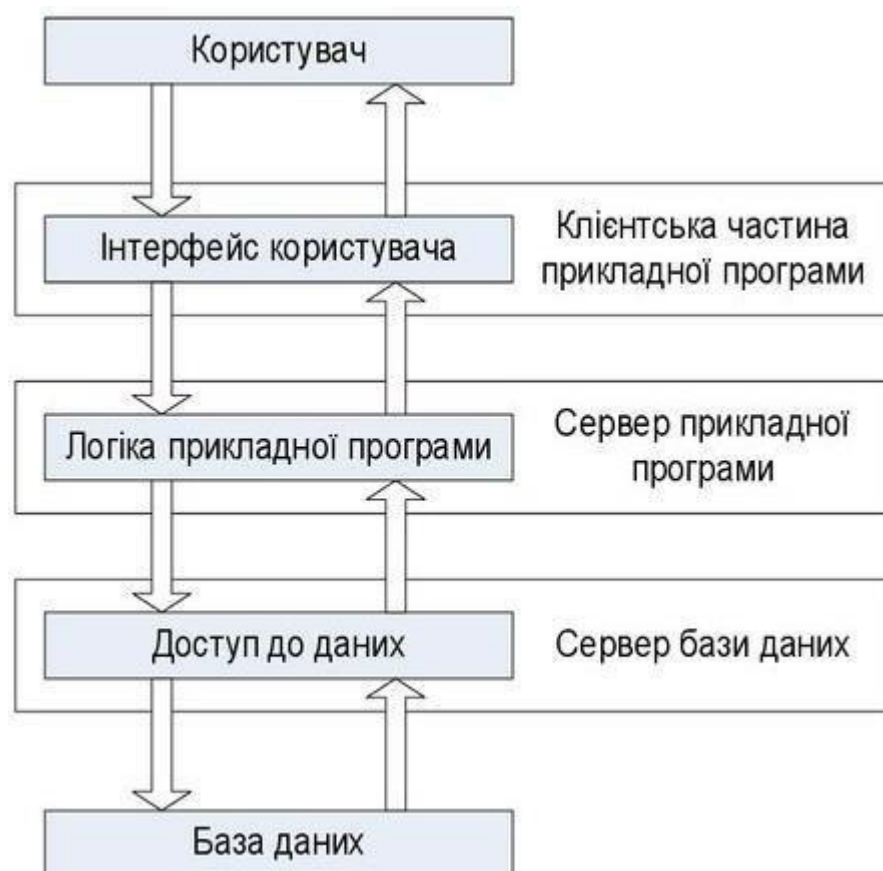 Користувач
Інтерфейс користувача
Клієнтська частина
прикладної програми
Логіка прикладної програми
Сервер прикладної
програми
Доступ до даних
Сервер бази даних
База даних